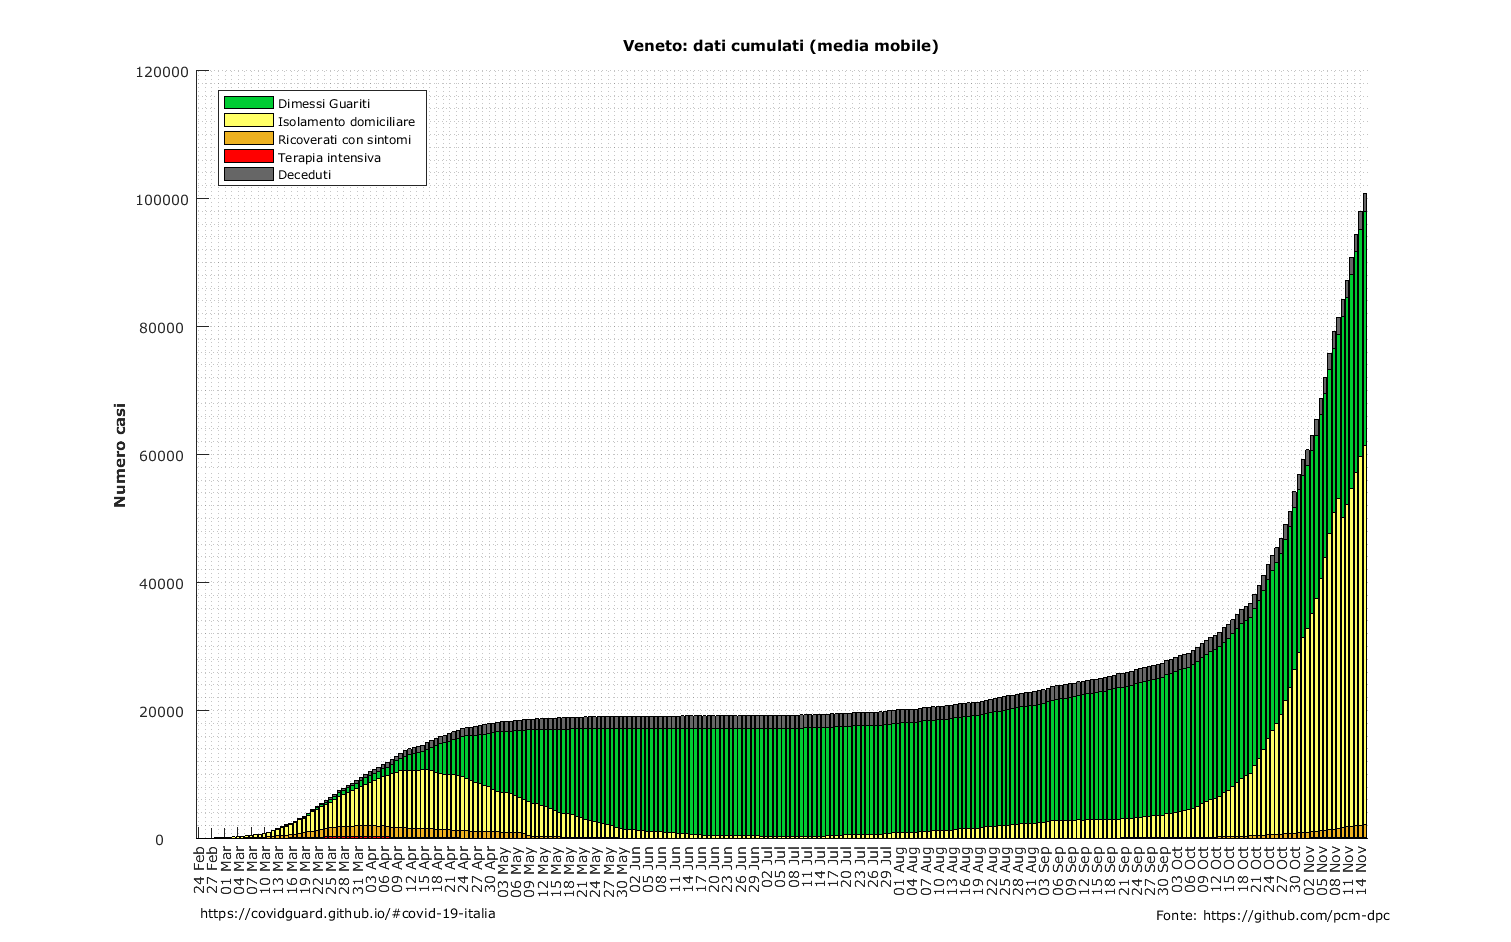 Veneto: dati cumulati (media mobile)
120000
100000
80000
60000
40000
20000
0
Numero casi
Dimessi Guariti
Isolamento domiciliare
Ricoverati con sintomi
Terapia intensiva
Deceduti
24 Feb
27 Feb
01 Mar
04 Mar
07 Mar
10 Mar
13 Mar
16 Mar
19 Mar
22 Mar
25 Mar
28 Mar
31 Mar
03 Apr
06 Apr
09 Apr
12 Apr
15 Apr
18 Apr
21 Apr
24 Apr
27 Apr
30 Apr
03 May
06 May
09 May
12 May
15 May
18 May
21 May
24 May
27 May
30 May
02 Jun
05 Jun
08 Jun
11 Jun
14 Jun
17 Jun
20 Jun
23 Jun
26 Jun
29 Jun
02 Jul
05 Jul
08 Jul
11 Jul
14 Jul
17 Jul
20 Jul
23 Jul
26 Jul
29 Jul
01 Aug
04 Aug
07 Aug
10 Aug
13 Aug
16 Aug
19 Aug
22 Aug
25 Aug
28 Aug
31 Aug
03 Sep
06 Sep
09 Sep
12 Sep
15 Sep
18 Sep
21 Sep
24 Sep
27 Sep
30 Sep
03 Oct
06 Oct
09 Oct
12 Oct
15 Oct
18 Oct
21 Oct
24 Oct
27 Oct
30 Oct
02 Nov
05 Nov
08 Nov
11 Nov
14 Nov
https://covidguard.github.io/#covid-19-italia
Fonte: https://github.com/pcm-dpc